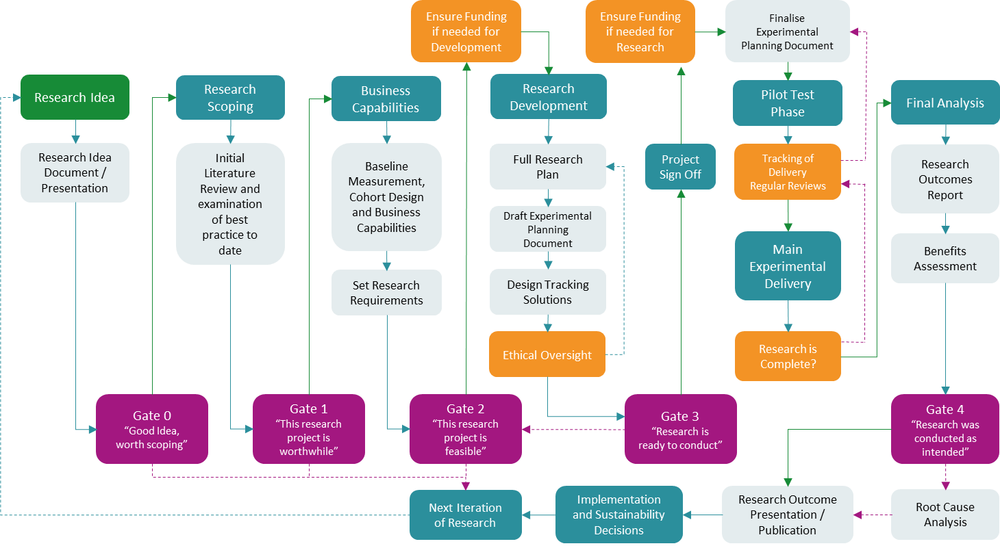 Research Idea
Research Idea
Document /
Presentation
Gate 0
“Good Idea,
worth scoping”
Research
Scoping
Initial
Literature
Review and
examination
of best
practice to
date
Gate 1
“This research
project is
worthwhile”
Business
Capabilities
Baseline
Measurement,
Cohort Design
and Business
Capabilities
Set Research
Requirements
Gate 2
“This research
project is
feasible”
Ensure Funding
if needed for
Development
Research
Development
Full Research
Plan
Draft Experimental
Planning
Document
Design Tracking
Solutions
Ethical Oversight
Gate 3
“Research is
ready to conduct”
Project
Sign Off
Ensure Funding
if needed for
Research
Finalise
Experimental
Planning Document
Pilot Test
Phase
Tracking of
Delivery
Regular Reviews
Main
Experimental
Delivery
Research is
Complete?
Final Analysis
Research
Outcomes
Report
Benefits
Assessment
Gate 4
“Research was
conducted as
intended”
Root Cause
Analysis
Research Outcome
Presentation /
Publication
Implementation
and Sustainability
Decisions
Next Iteration
of Research